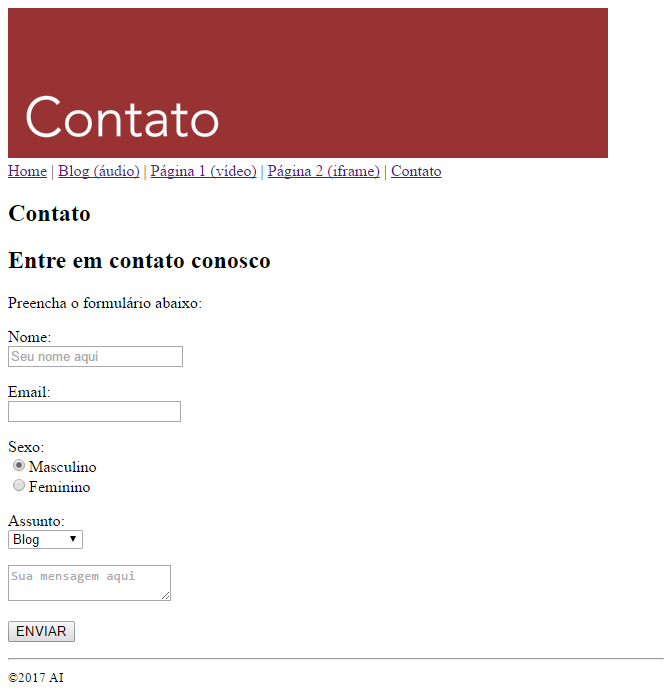 Contato
Home | Blog (áudio) | Página 1 (vídeo) | Página 2 (iframe) | Contato
Contato
Entre em contato conosco
Preencha o formulário abaixo:
Nome:
Seu nome aqui
Email:
Sexo:
Masculino
Feminino
Assunto:
Blog
Sua mensagem aqui
ENVIAR
©2017 AI